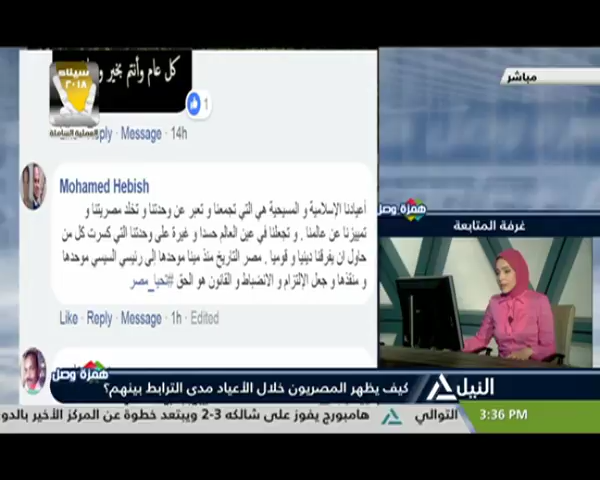 كل عام وأنتم بخير و
سيناء
٢٠١٨
العملية الشاملة
1
Reply · Message · 14h
مباشر
Mohamed Hebish
أعيادنا الإسلامية و المسيحية هي التي تجمعنا و تعبر عن وحدتنا و تخلد مصريتنا و
تميزنا عن عالمنا . و تجعلنا في عين العالم حسدا و غيرة على وحدتنا التي كسرت كل من
حاول ان يفرقنا دينيا و قوميا . مصر التاريخ منذ مينا موحدها الى رئيسي السيسي موحدها
و منقذها و جعل الإلتزام و الانضباط و القانون هو الحق #تحيا_مصر
Like · Reply · Message · 1h · Edited
همزة وصل
غرفة المتابعة
همزة وصل
النيل
كيف يظهر المصريون خلال الأعياد مدى الترابط بينهم؟
التوالي
هامبورج يفوز على شالكه 3-2 ويبتعد خطوة عن المركز الأخير بالدو
3:36 PM